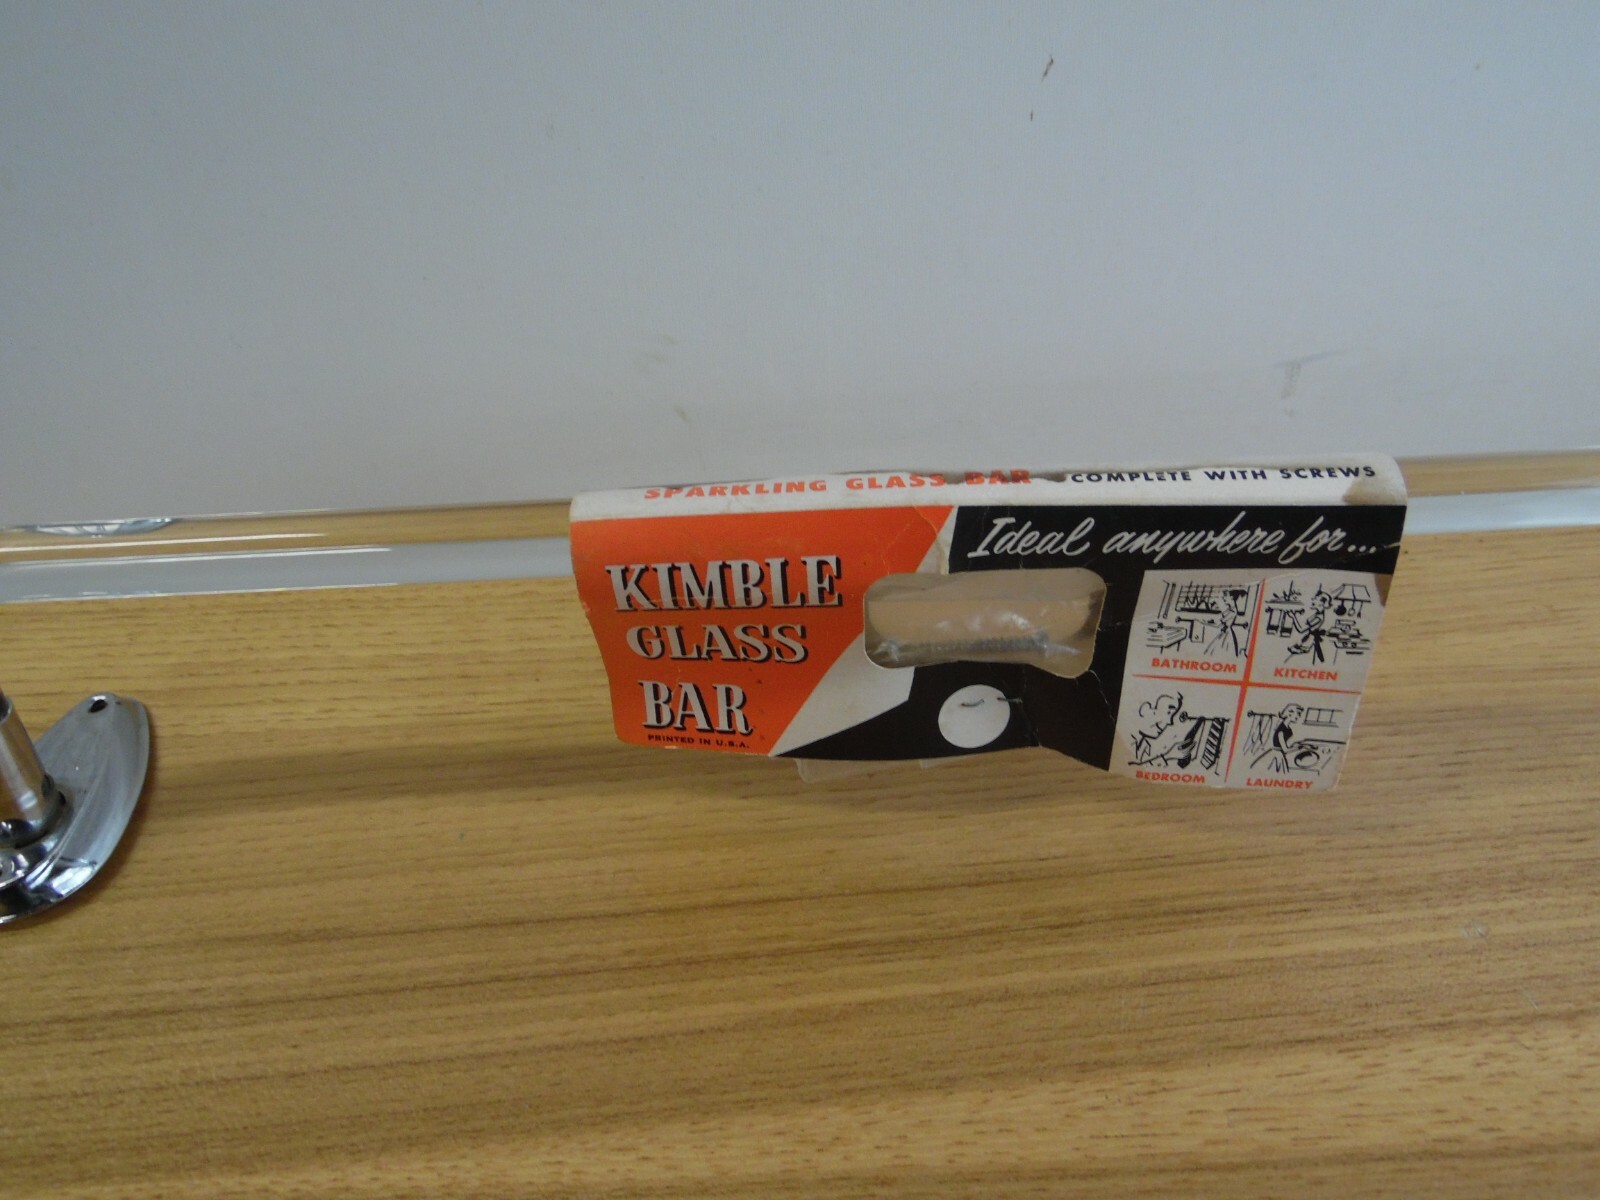 SPARKLING GLASS BAR COMPLETE WITH SCREWS
KIMBLE
GLASS
BAR
PRINTED IN U.S.A.
Ideal anywhere for...
BATHROOM
KITCHEN
BEDROOM
LAUNDRY